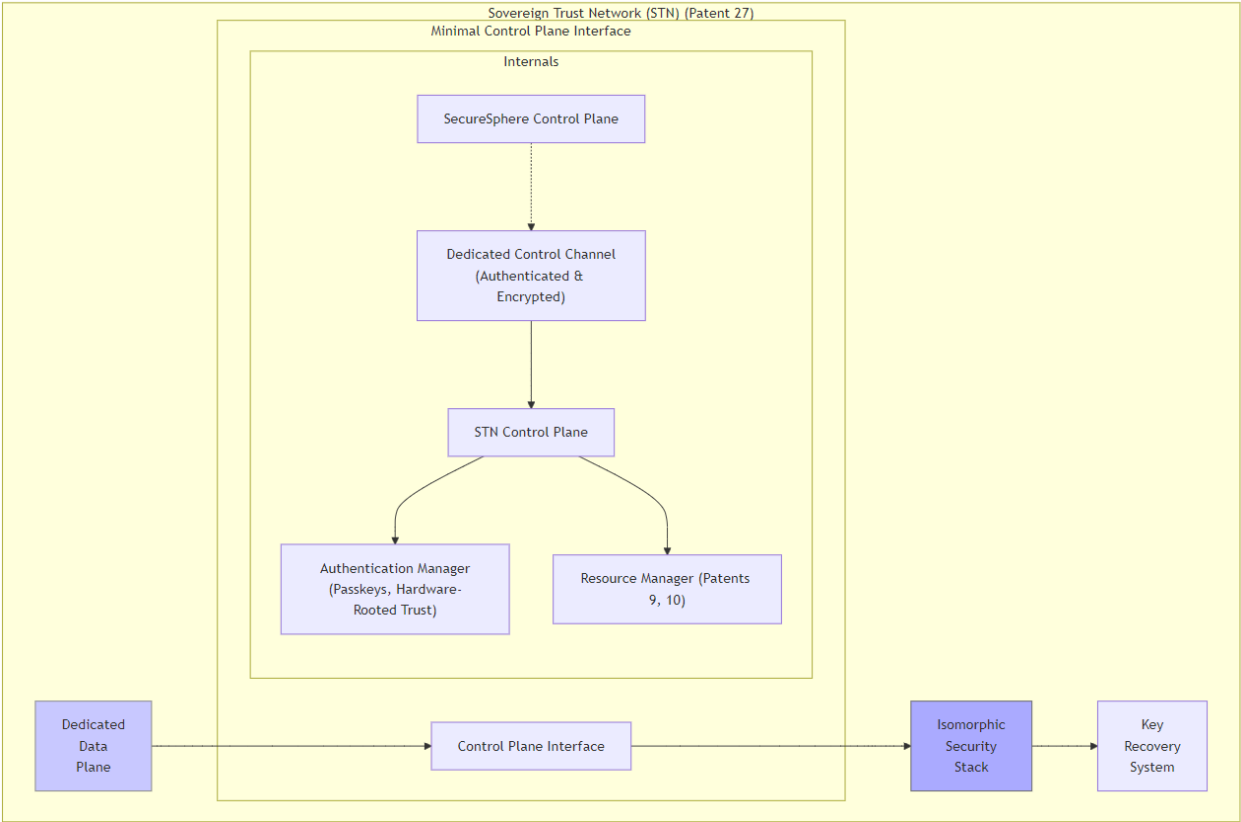 Sovereign Trust Network (STN) (Patent 27)
Minimal Control Plane Interface
Internals
SecureSphere Control Plane
Dedicated Control Channel
(Authenticated &
Encrypted)
STN Control Plane
Authentication Manager
(Passkeys, Hardware-
Rooted Trust)
Resource Manager (Patents
9, 10)
Dedicated
Data
Plane
Control Plane Interface
Isomorphic
Security
Stack
Key
Recovery
System